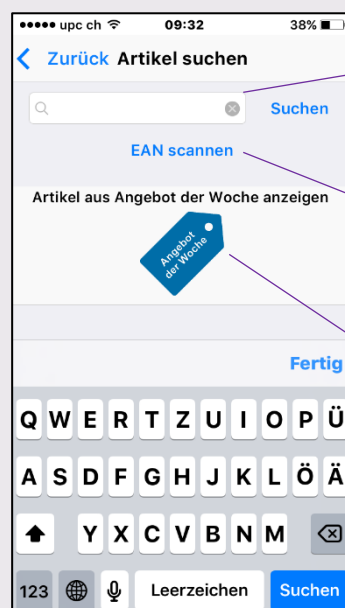 upc ch 09:32 38%
Zurück Artikel suchen
Suchen
EAN scannen
Artikel aus Angebot der Woche anzeigen
Angebot
der Woche
Fertig
Q W E R T Z U I O P Ü
A S D F G H J K L Ö Ä
Y X C V B N M
123 Leerzeichen Suchen